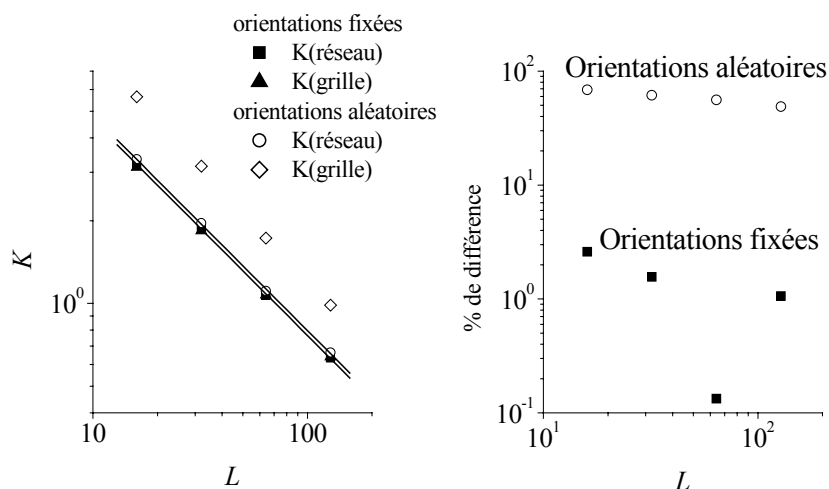 orientations fixées
K(réseau)
K(grille)
orientations aléatoires
K(réseau)
K(grille)
K
10^0
10
100
L
Orientations aléatoires
Orientations fixées
% de différence
10^2
10^1
10^0
10^-1
10^1
10^2
L